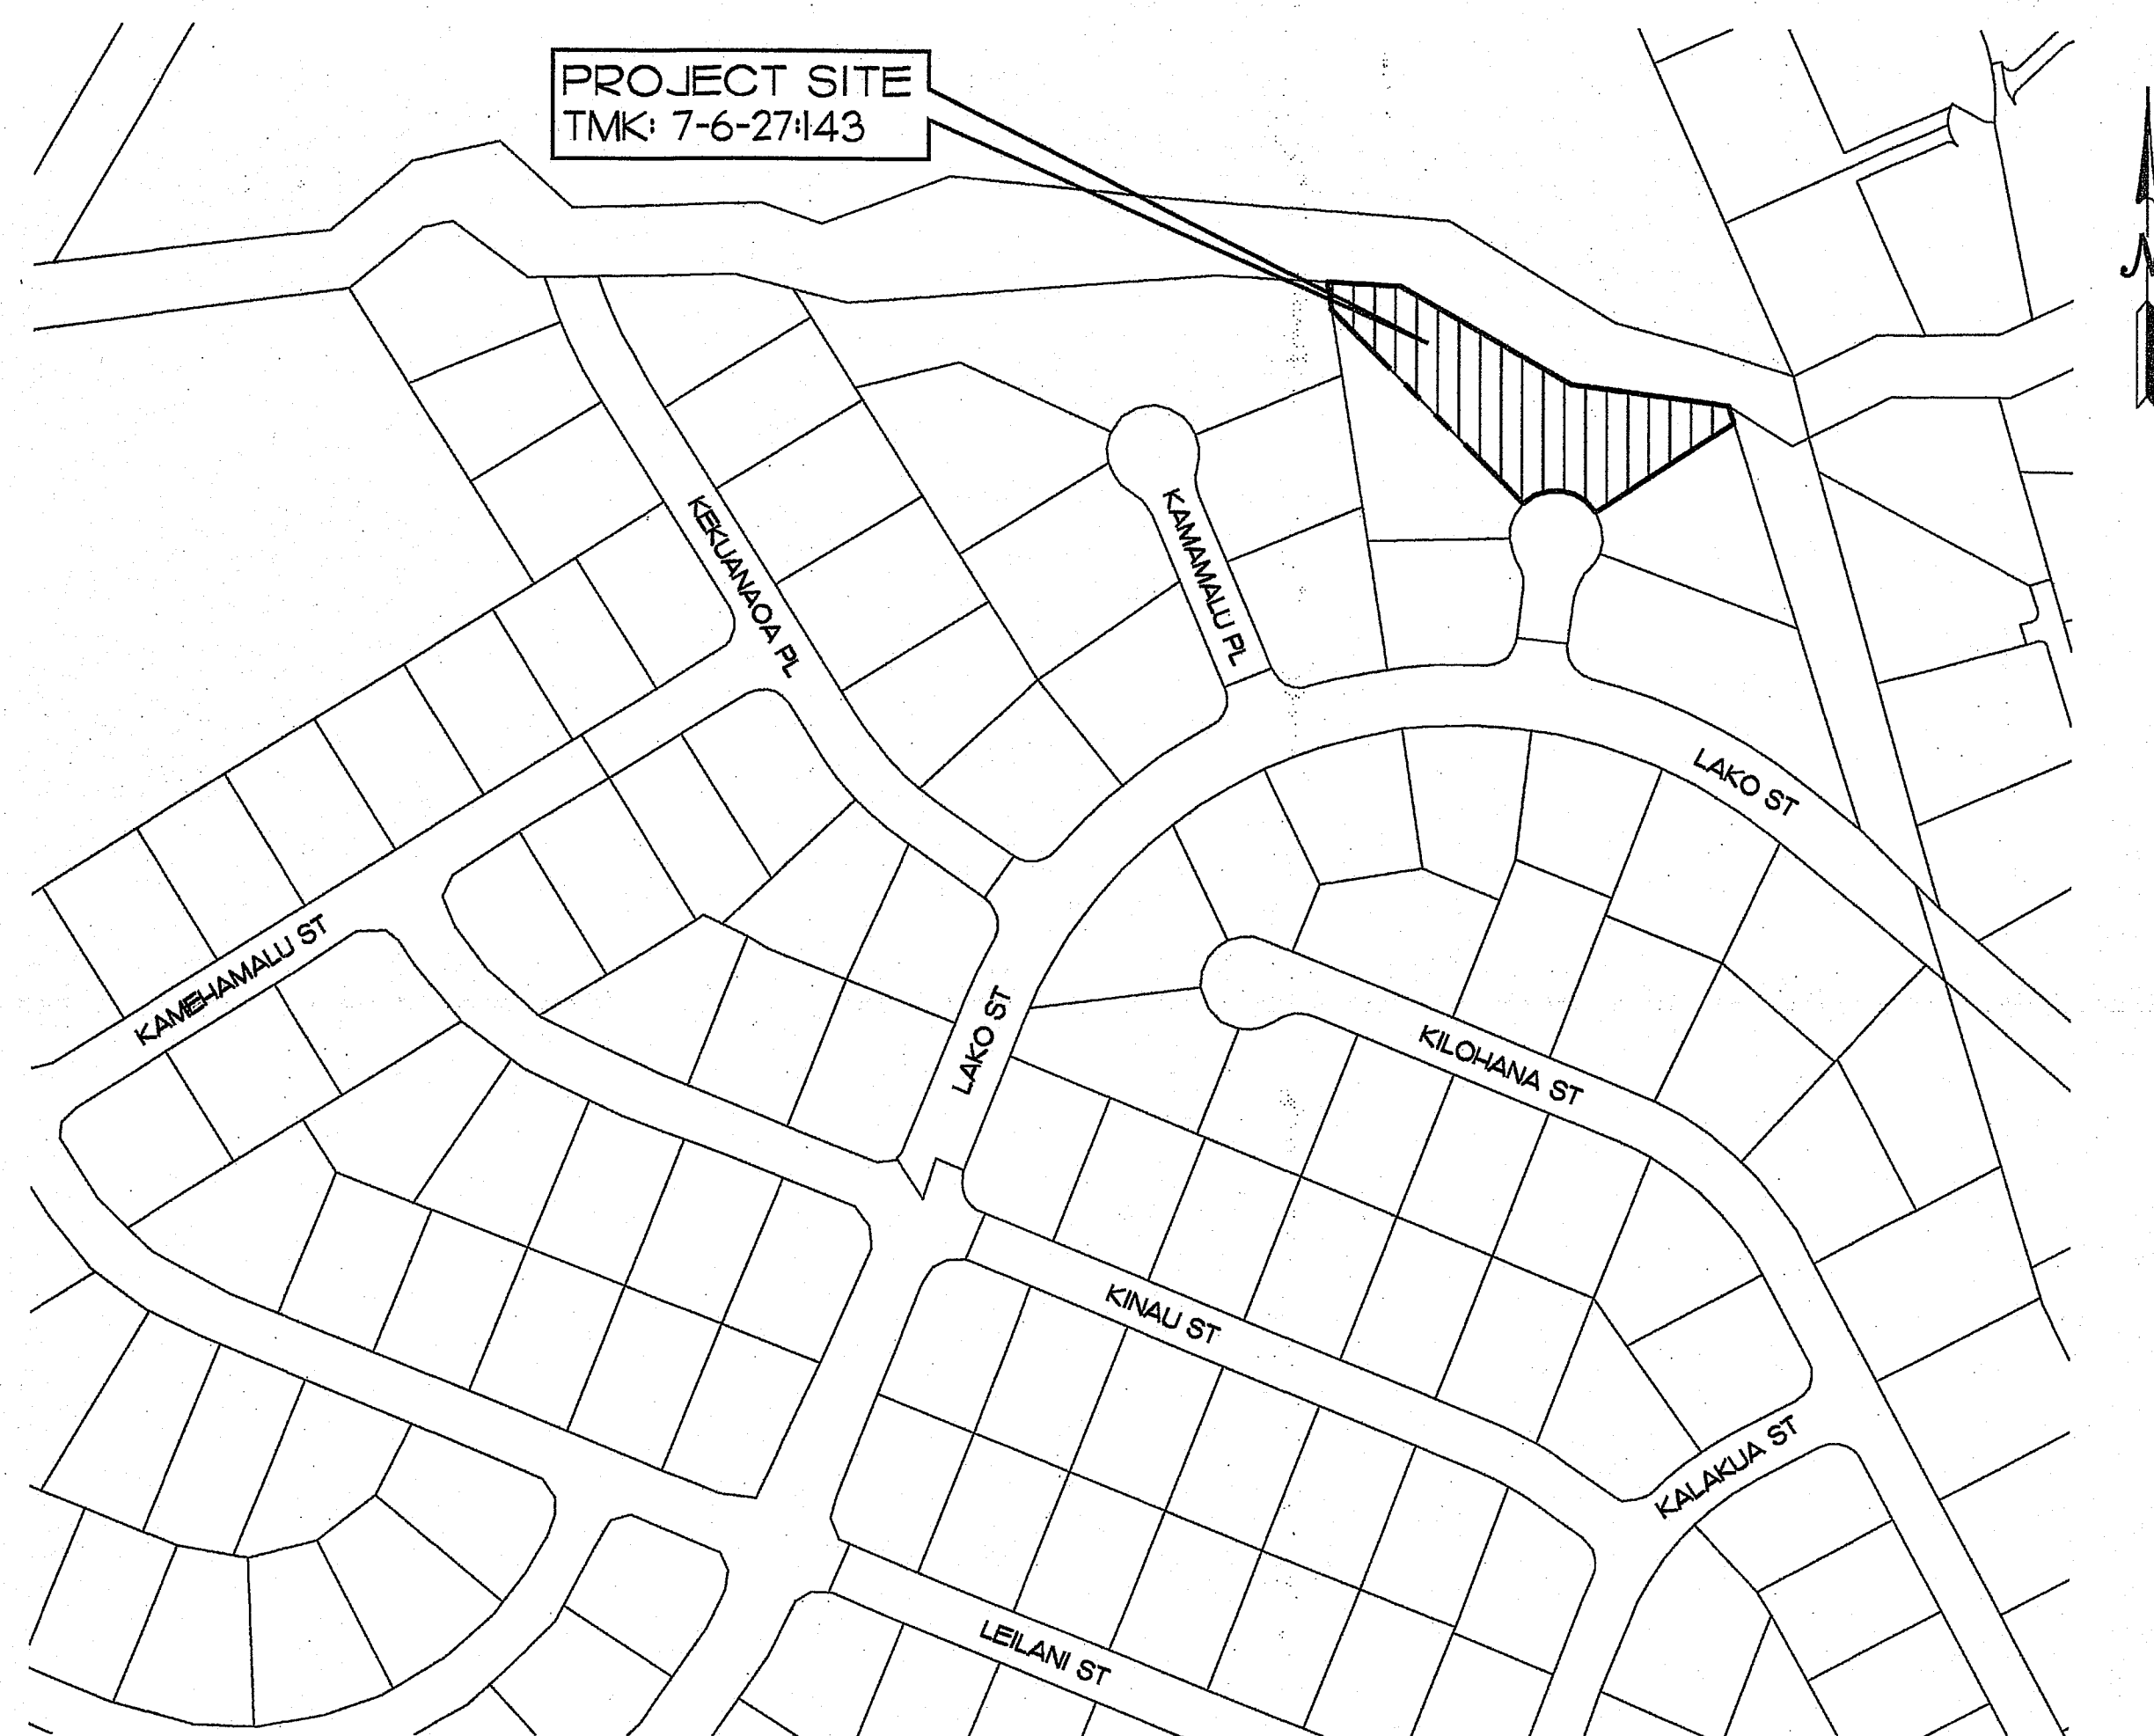 PROJECT SITE
TMK: 7-6-27:143
N
KEKUANAOA PL
KAMAMALU PL
LAKO ST
KAMEHAMALU ST
LAKO ST
KILOHANA ST
KINAU ST
KALAKUA ST
LEILANI ST